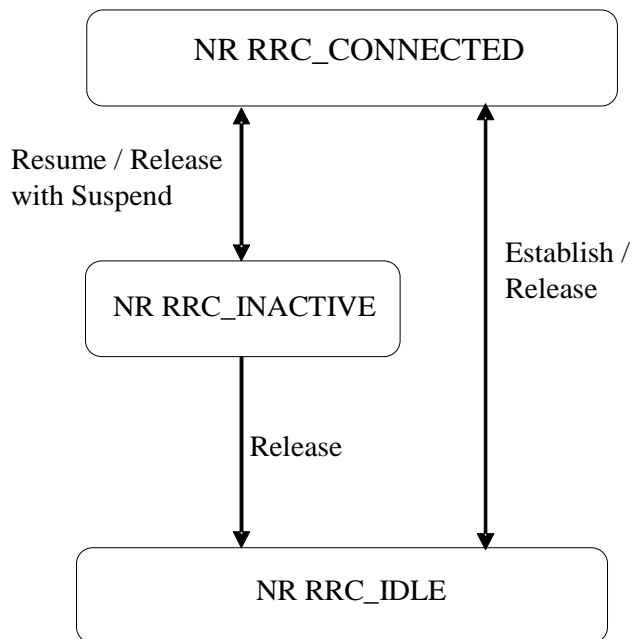 NR RRC_CONNECTED
Resume / Release
with Suspend
Establish /
Release
NR RRC_INACTIVE
Release
NR RRC_IDLE